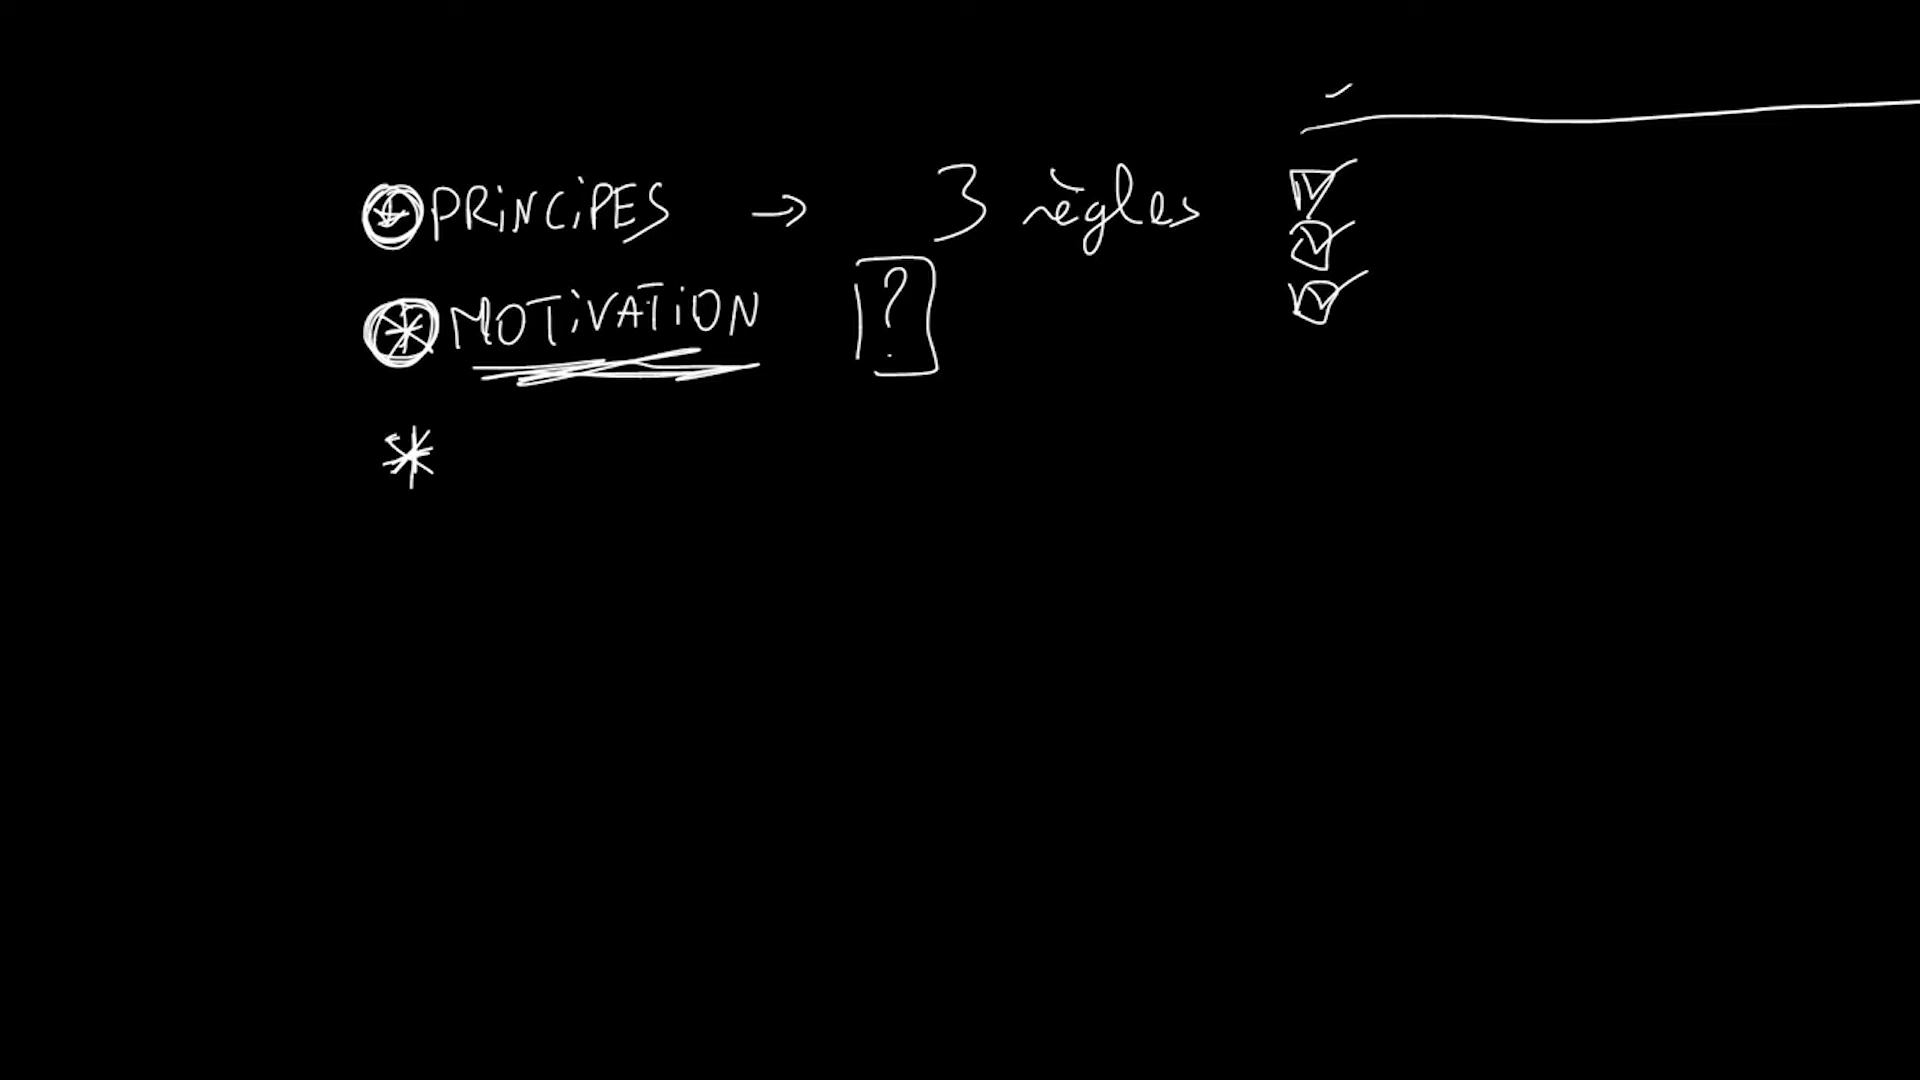 * PRiNCiPES → 3 règles
* MOTiVATiON ?
*